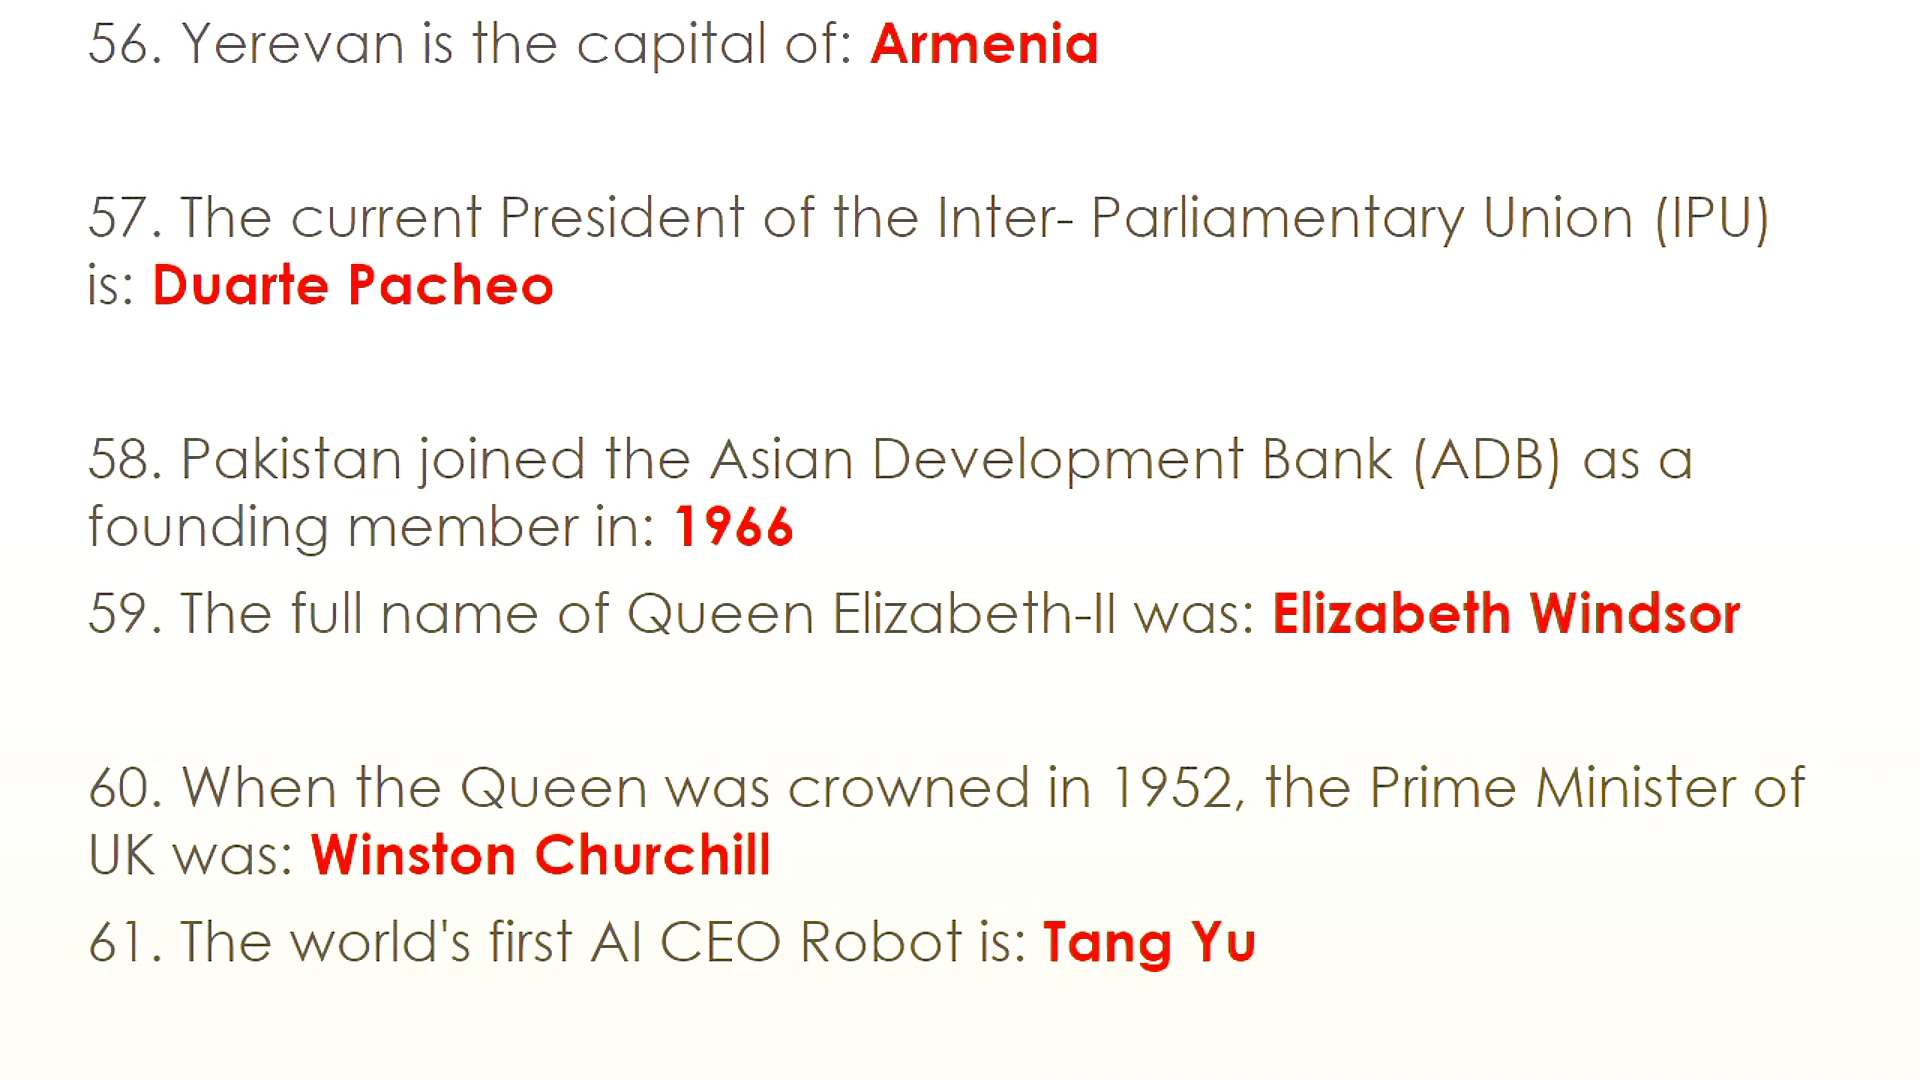 56. Yerevan is the capital of: Armenia
57. The current President of the Inter- Parliamentary Union (IPU)
is: Duarte Pacheo
58. Pakistan joined the Asian Development Bank (ADB) as a
founding member in: 1966
59. The full name of Queen Elizabeth-II was: Elizabeth Windsor
60. When the Queen was crowned in 1952, the Prime Minister of
UK was: Winston Churchill
61. The world's first AI CEO Robot is: Tang Yu